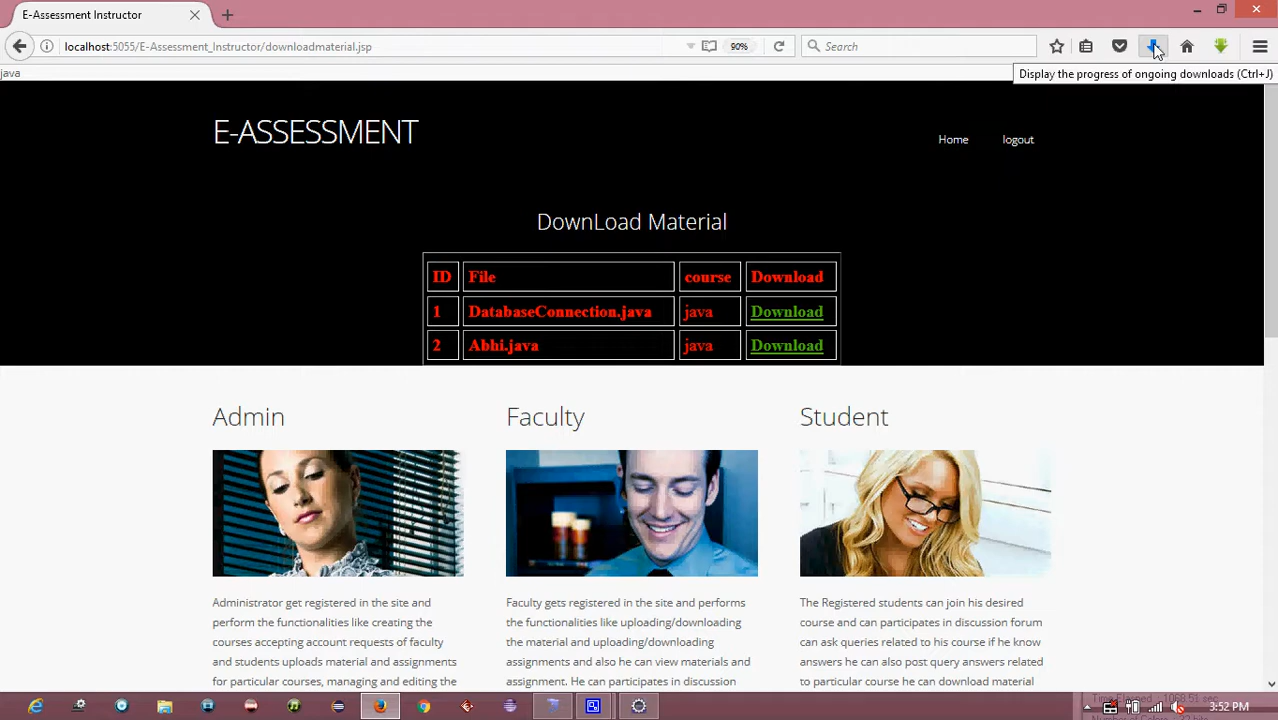 E-Assessment Instructor
localhost:5055/E-Assessment_Instructor/downloadmaterial.jsp
90%
Search
java
Display the progress of ongoing downloads (Ctrl+J)
E-ASSESSMENT
Home logout
DownLoad Material
ID File course Download
1 DatabaseConnection.java java Download
2 Abhi.java java Download
Admin
Administrator get registered in the site and
perform the functionalities like creating the
courses accepting account requests of faculty
and students uploads material and assignments
for particular courses, managing and editing the
Faculty
Faculty gets registered in the site and performs
the functionalities like uploading/downloading
the material and uploading/downloading
assignments and also he can view materials and
assignment. He can participates in discussion
Student
The Registered students can join his desired
course and can participates in discussion forum
can ask queries related to his course if he know
answers he can also post query answers related
to particular course he can download material
Time Elapsed : 1068.51 sec
3:52 PM